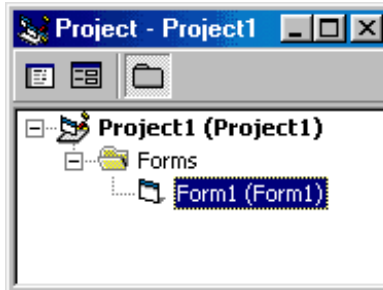 Project - Project1
Project1 (Project1)
Forms
Form1 (Form1)